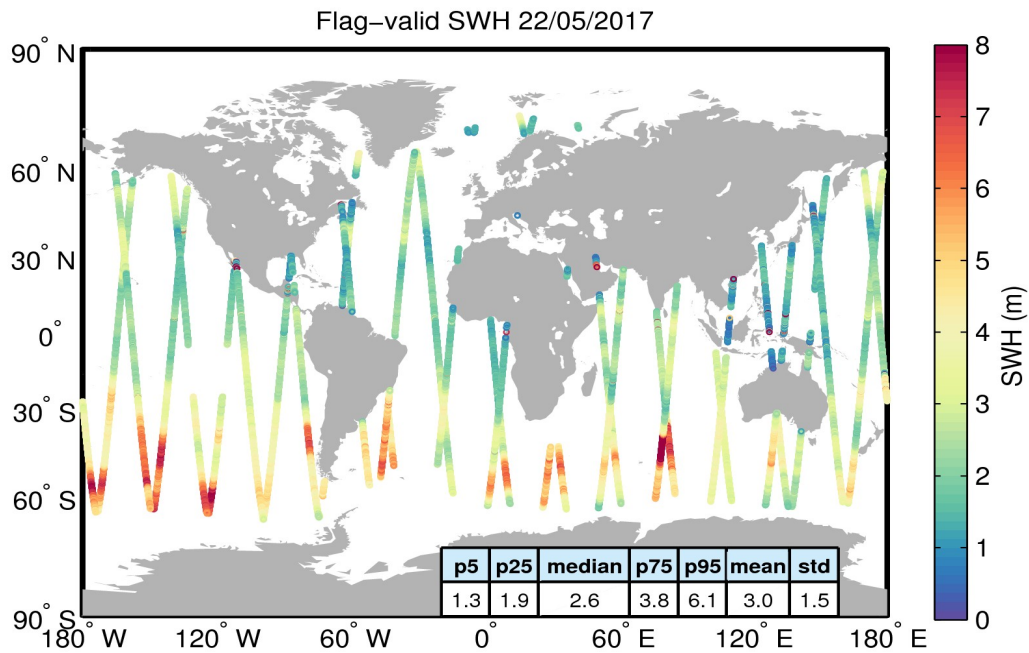 Flag−valid SWH 22/05/2017
90° N
60° N
30° N
0°
30° S
60° S
90° S
180° W
120° W
60° W
0°
60° E
120° E
180° E
p5 p25 median p75 p95 mean std
1.3 1.9 2.6 3.8 6.1 3.0 1.5
8
7
6
5
4
3
2
1
0
SWH (m)